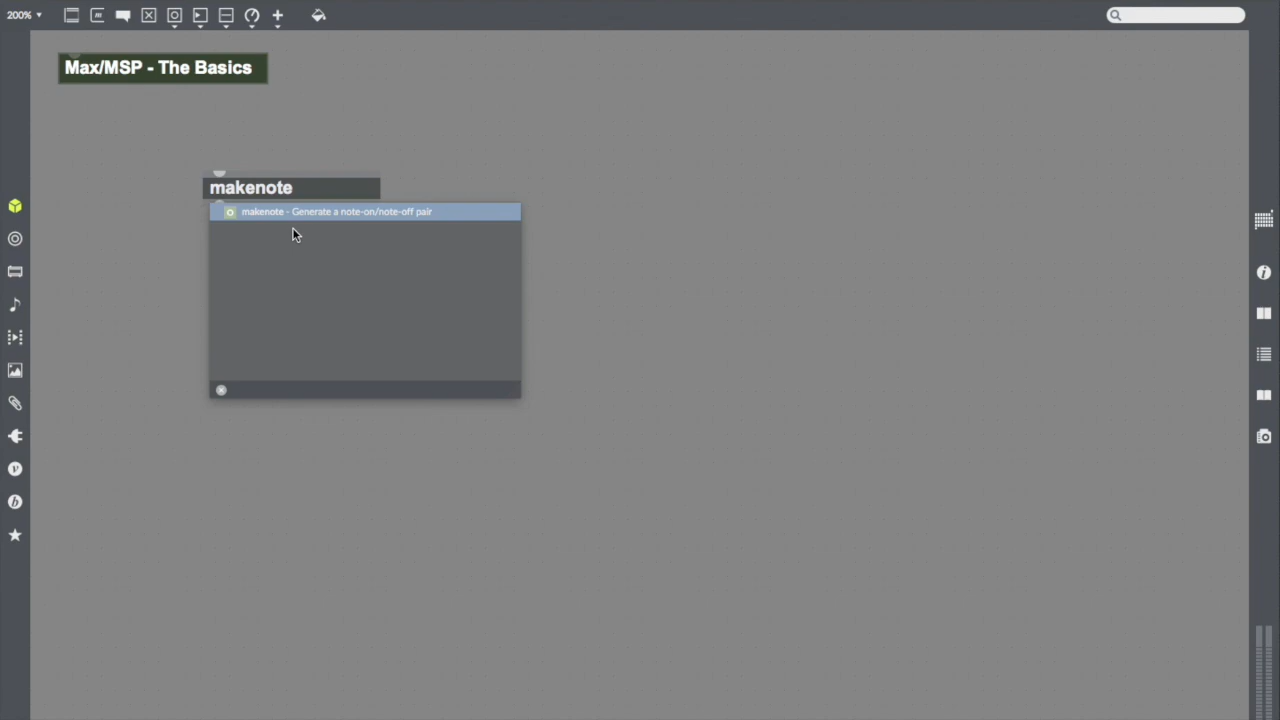 200%
Max/MSP - The Basics
makenote
makenote - Generate a note-on/note-off pair